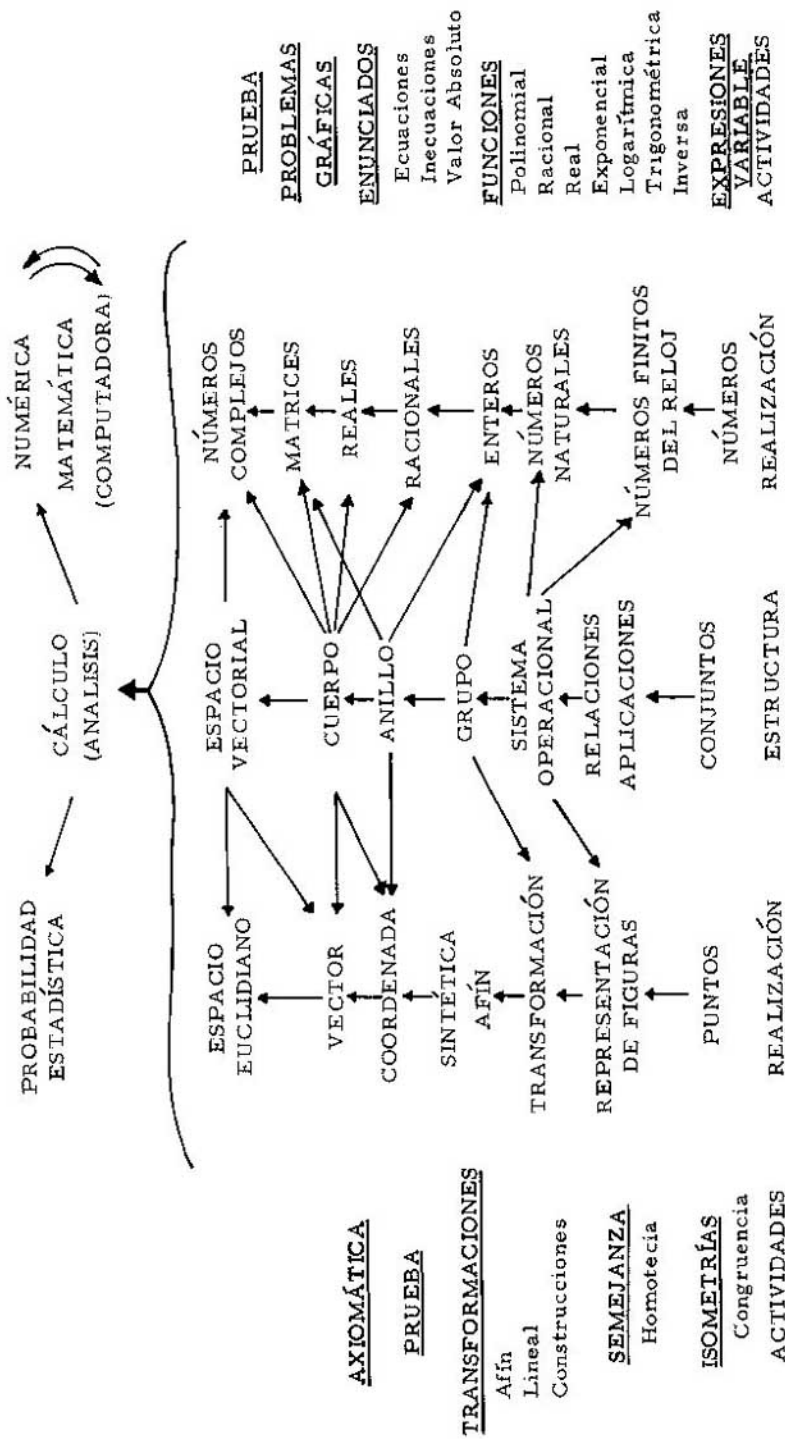 PROBABILIDAD
ESTADÍSTICA
CÁLCULO
(ANALISIS)
NUMÉRICA
MATEMÁTICA
(COMPUTADORA)
AXIOMÁTICA
PRUEBA
TRANSFORMACIONES
Afín
Lineal
Construcciones
SEMEJANZA
Homotecia
ISOMETRÍAS
Congruencia
ACTIVIDADES
ESPACIO
EUCLIDIANO
VECTOR
COORDENADA
SINTÉTICA
AFÍN
TRANSFORMACIÓN
REPRESENTACIÓN
DE FIGURAS
PUNTOS
REALIZACIÓN
ESPACIO
VECTORIAL
CUERPO
ANILLO
GRUPO
SISTEMA
OPERACIONAL
RELACIONES
APLICACIONES
CONJUNTOS
ESTRUCTURA
NÚMEROS
COMPLEJOS
MATRICES
REALES
RACIONALES
ENTEROS
NÚMEROS
NATURALES
NÚMEROS FINITOS
DEL RELOJ
NÚMEROS
REALIZACIÓN
PRUEBA
PROBLEMAS
GRÁFICAS
ENUNCIADOS
Ecuaciones
Inecuaciones
Valor Absoluto
FUNCIONES
Polinomial
Racional
Real
Exponencial
Logarítmica
Trigonométrica
Inversa
EXPRESIONES
VARIABLE
ACTIVIDADES